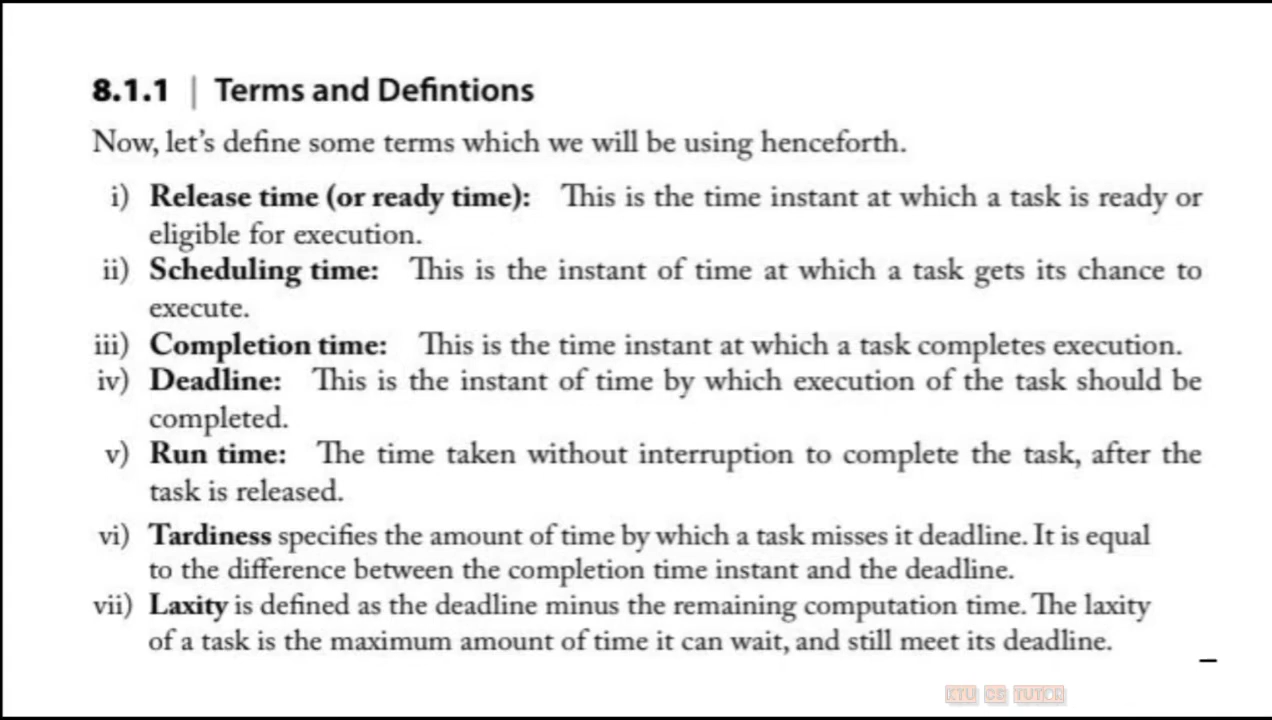 8.1.1 | Terms and Defintions
Now, let's define some terms which we will be using henceforth.
i) Release time (or ready time): This is the time instant at which a task is ready or
eligible for execution.
ii) Scheduling time: This is the instant of time at which a task gets its chance to
execute.
iii) Completion time: This is the time instant at which a task completes execution.
iv) Deadline: This is the instant of time by which execution of the task should be
completed.
v) Run time: The time taken without interruption to complete the task, after the
task is released.
vi) Tardiness specifies the amount of time by which a task misses it deadline. It is equal
to the difference between the completion time instant and the deadline.
vii) Laxity is defined as the deadline minus the remaining computation time. The laxity
of a task is the maximum amount of time it can wait, and still meet its deadline.
KTU CS TUTOR